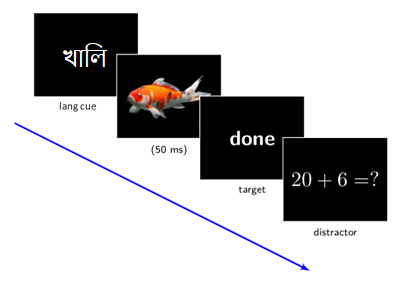 খালি
lang cue
(50 ms)
done
target
20 + 6 =?
distractor